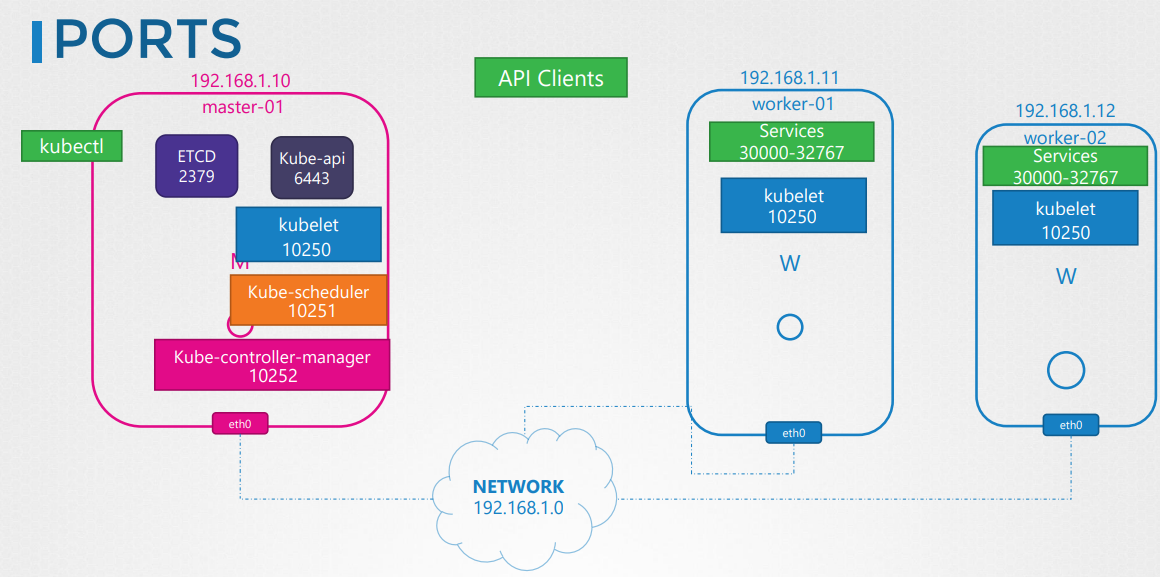 PORTS
192.168.1.10
master-01
kubectl
ETCD
2379
Kube-api
6443
kubelet
10250
M
Kube-scheduler
10251
Kube-controller-manager
10252
eth0
API Clients
192.168.1.11
worker-01
Services
30000-32767
kubelet
10250
W
eth0
192.168.1.12
worker-02
Services
30000-32767
kubelet
10250
W
eth0
NETWORK
192.168.1.0